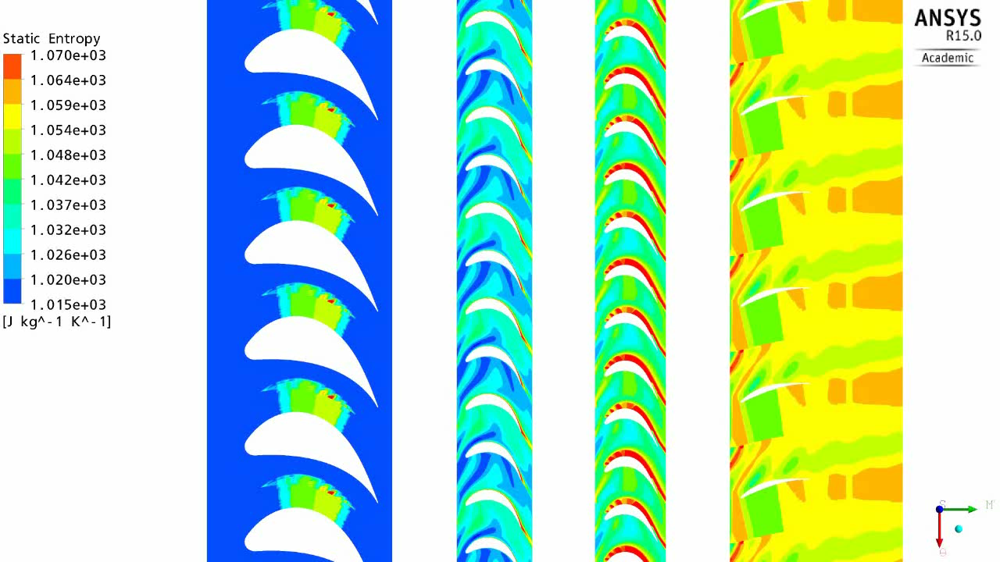 Static Entropy
1.070e+03
1.064e+03
1.059e+03
1.054e+03
1.048e+03
1.042e+03
1.037e+03
1.032e+03
1.026e+03
1.020e+03
1.015e+03
[J kg^-1 K^-1]
ANSYS
R15.0
Academic
S
M'
Θ